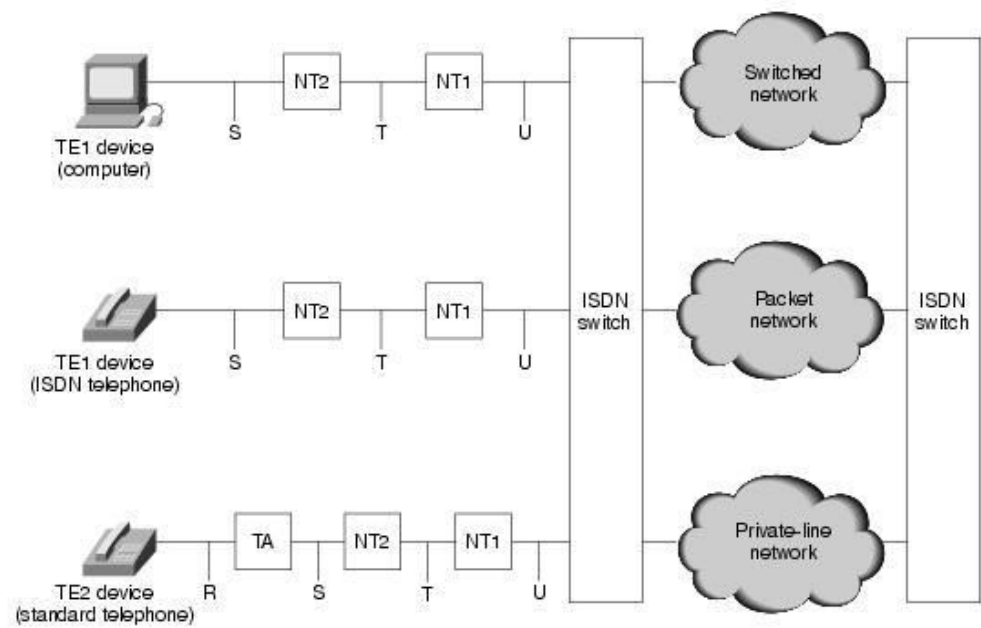 NT2
NT1
Switched
network
S
T
U
TE1 device
(computer)
NT2
NT1
ISDN
switch
Packet
network
ISDN
switch
S
T
U
TE1 device
(ISDN telephone)
TA
NT2
NT1
Private-line
network
R
S
T
U
TE2 device
(standard telephone)